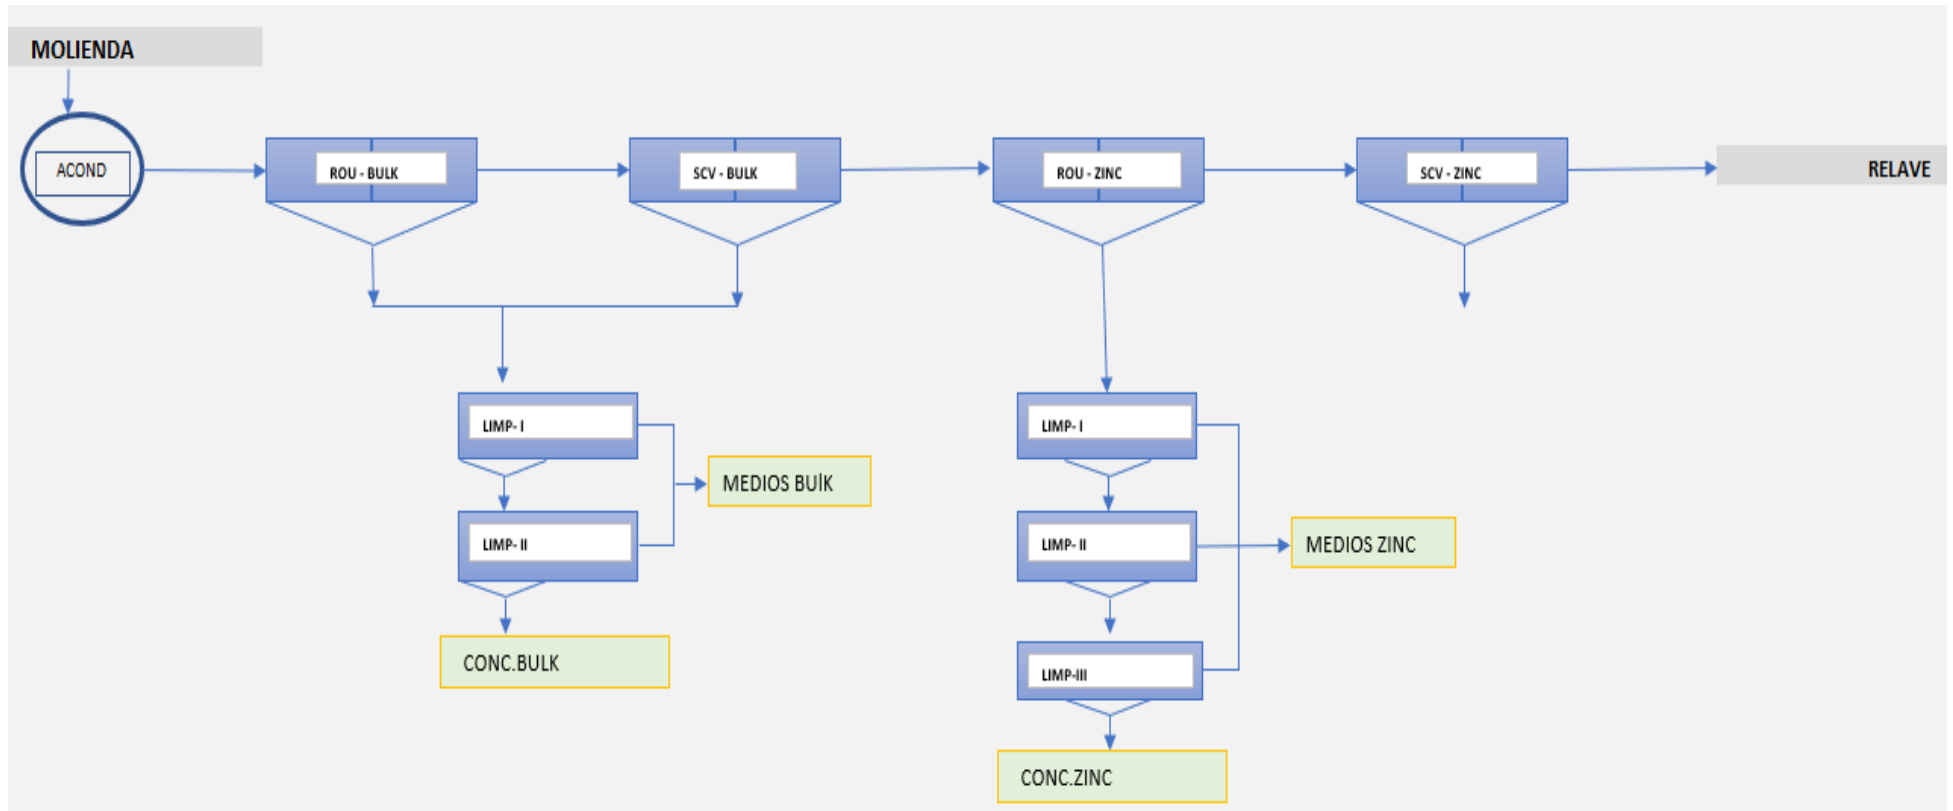 MOLIENDA
ACOND
ROU - BULK
SCV - BULK
ROU - ZINC
SCV - ZINC
RELAVE
LIMP- I
LIMP- I
MEDIOS BUlK
LIMP- II
LIMP- II
MEDIOS ZINC
CONC.BULK
LIMP-III
CONC.ZINC